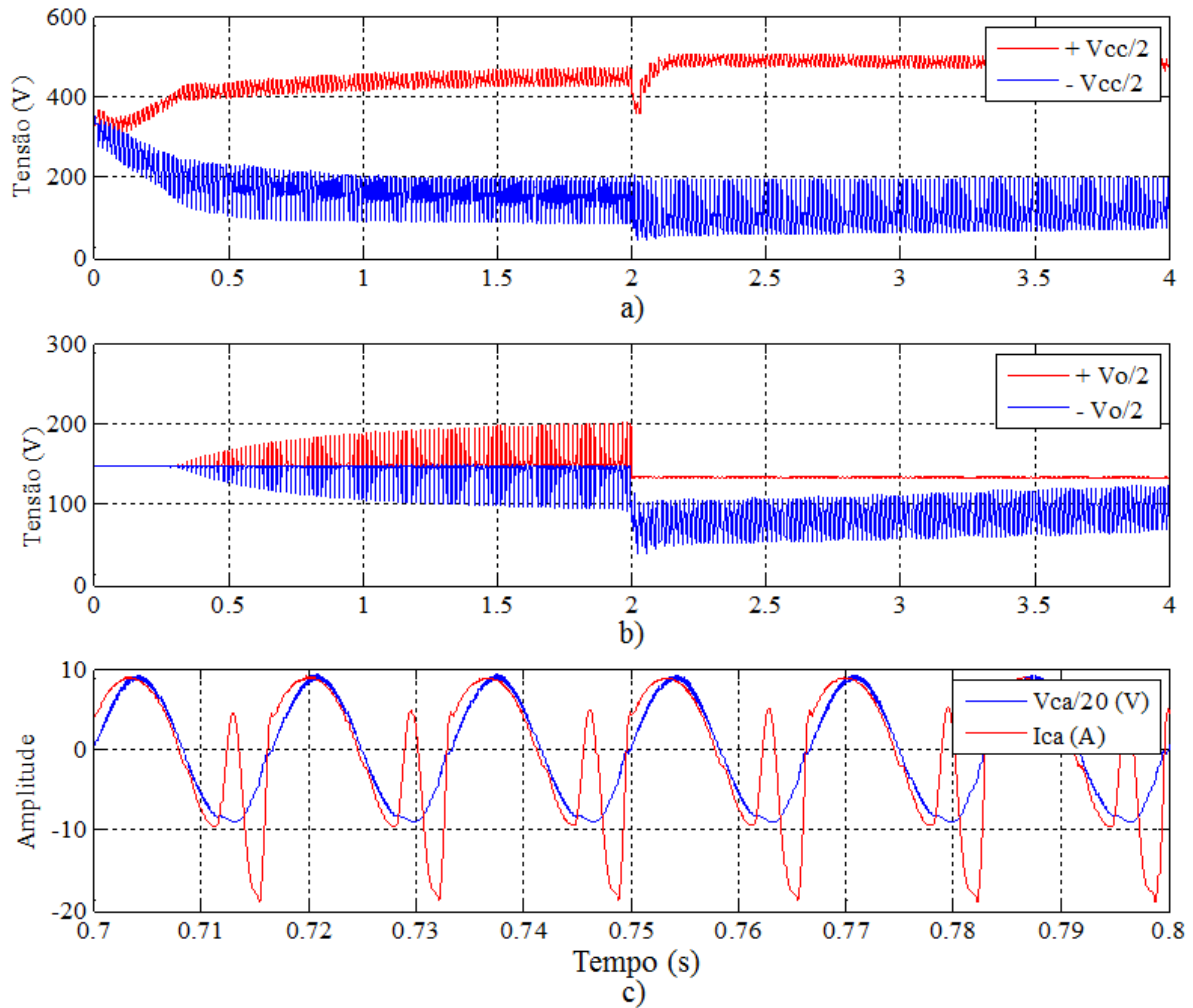 600
400
200
0
Tensão (V)
+ Vcc/2
- Vcc/2
0 0.5 1 1.5 2 2.5 3 3.5 4
a)
300
200
100
0
Tensão (V)
+ Vo/2
- Vo/2
0 0.5 1 1.5 2 2.5 3 3.5 4
b)
10
0
-10
-20
Amplitude
Vca/20 (V)
Ica (A)
0.7 0.71 0.72 0.73 0.74 0.75 0.76 0.77 0.78 0.79 0.8
Tempo (s)
c)